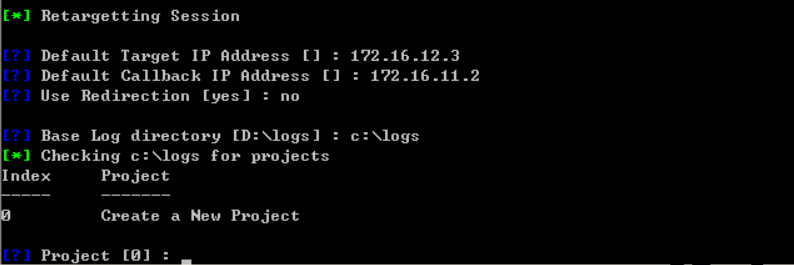 [*] Retargetting Session
[?] Default Target IP Address [] : 172.16.12.3
[?] Default Callback IP Address [] : 172.16.11.2
[?] Use Redirection [yes] : no
[?] Base Log directory [D:\logs] : c:\logs
[*] Checking c:\logs for projects
Index Project
----- -------
0 Create a New Project
[?] Project [0] : _